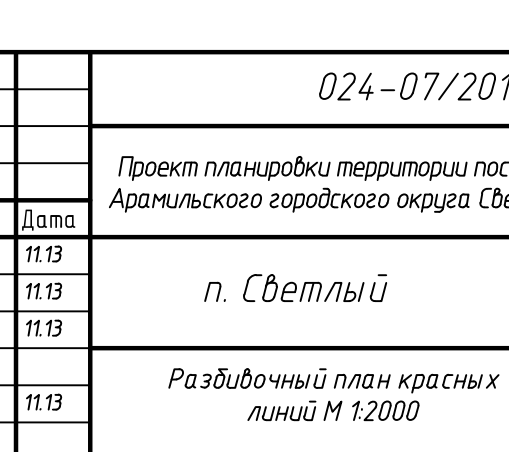 024-07/201
Проект планировки территории пос
Арамильского городского округа Све
Дата
11.13
11.13
п. Светлый
11.13
Разбивочный план красных
11.13
линий М 1:2000